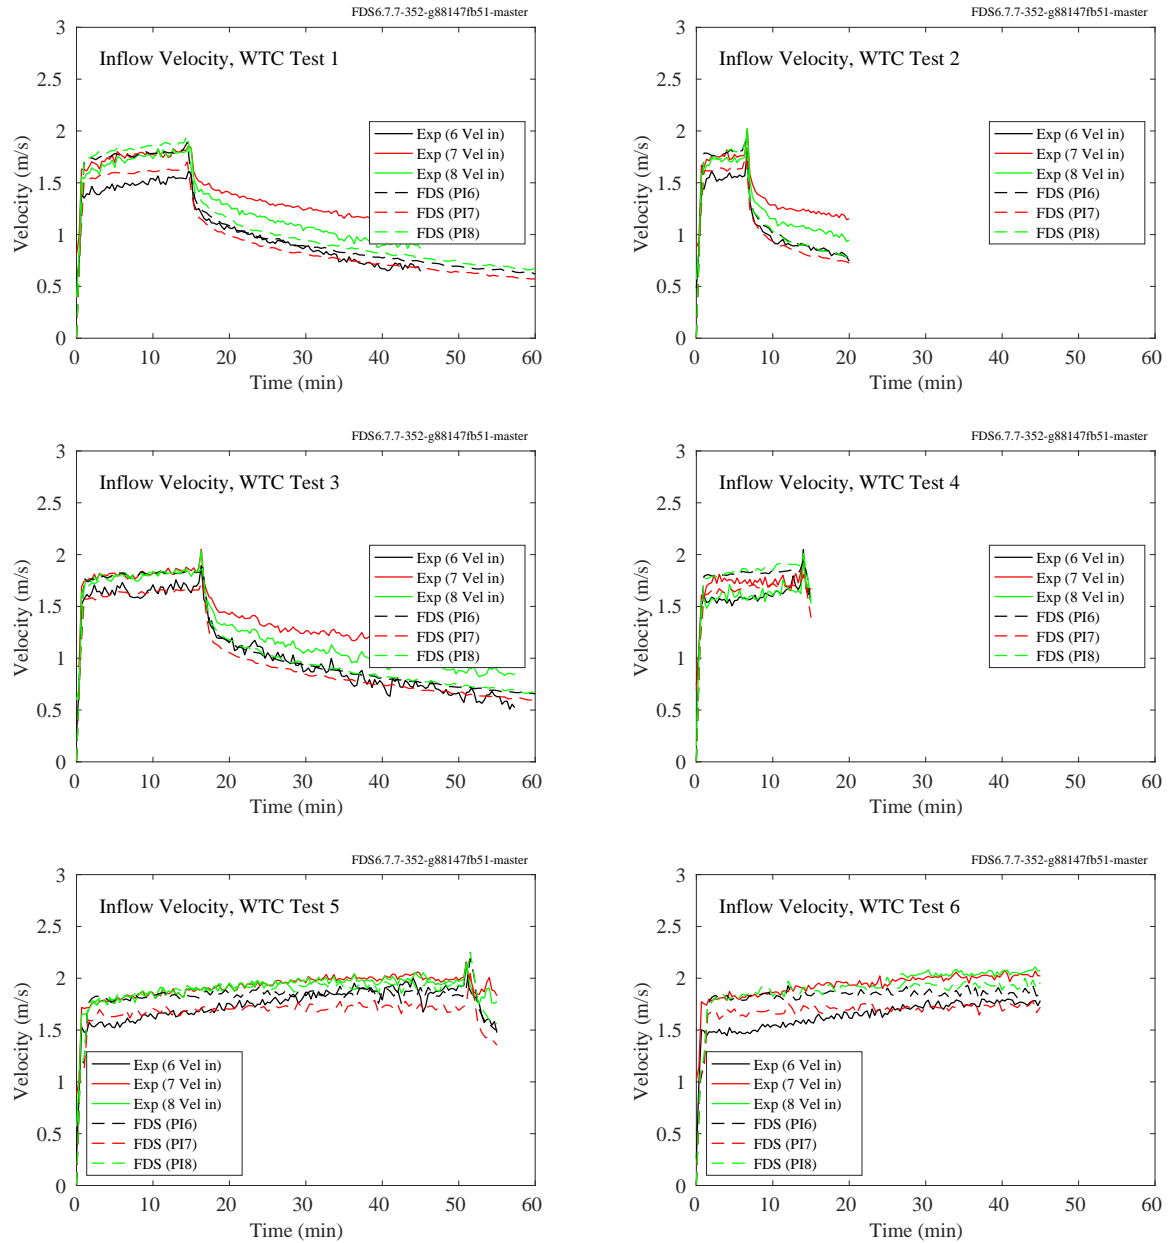 FDS6.7.7-352-g88147fb51-master
Inflow Velocity, WTC Test 1
Velocity (m/s)
3
2.5
2
1.5
1
0.5
0
Exp (6 Vel in)
Exp (7 Vel in)
Exp (8 Vel in)
FDS (PI6)
FDS (PI7)
FDS (PI8)
0 10 20 30 40 50 60
Time (min)
FDS6.7.7-352-g88147fb51-master
Inflow Velocity, WTC Test 2
Velocity (m/s)
3
2.5
2
1.5
1
0.5
0
Exp (6 Vel in)
Exp (7 Vel in)
Exp (8 Vel in)
FDS (PI6)
FDS (PI7)
FDS (PI8)
0 10 20 30 40 50 60
Time (min)
FDS6.7.7-352-g88147fb51-master
Inflow Velocity, WTC Test 3
Velocity (m/s)
3
2.5
2
1.5
1
0.5
0
Exp (6 Vel in)
Exp (7 Vel in)
Exp (8 Vel in)
FDS (PI6)
FDS (PI7)
FDS (PI8)
0 10 20 30 40 50 60
Time (min)
FDS6.7.7-352-g88147fb51-master
Inflow Velocity, WTC Test 4
Velocity (m/s)
3
2.5
2
1.5
1
0.5
0
Exp (6 Vel in)
Exp (7 Vel in)
Exp (8 Vel in)
FDS (PI6)
FDS (PI7)
FDS (PI8)
0 10 20 30 40 50 60
Time (min)
FDS6.7.7-352-g88147fb51-master
Inflow Velocity, WTC Test 5
Velocity (m/s)
3
2.5
2
1.5
1
0.5
0
Exp (6 Vel in)
Exp (7 Vel in)
Exp (8 Vel in)
FDS (PI6)
FDS (PI7)
FDS (PI8)
0 10 20 30 40 50 60
Time (min)
FDS6.7.7-352-g88147fb51-master
Inflow Velocity, WTC Test 6
Velocity (m/s)
3
2.5
2
1.5
1
0.5
0
Exp (6 Vel in)
Exp (7 Vel in)
Exp (8 Vel in)
FDS (PI6)
FDS (PI7)
FDS (PI8)
0 10 20 30 40 50 60
Time (min)